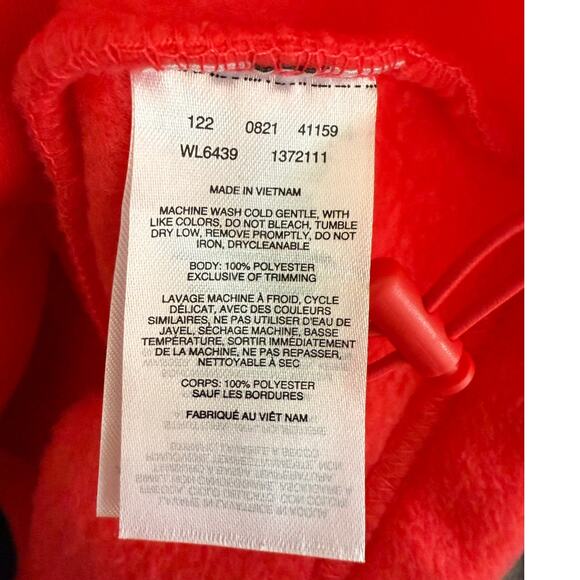 122 0821 41159
WL6439 1372111
MADE IN VIETNAM
MACHINE WASH COLD GENTLE, WITH
LIKE COLORS, DO NOT BLEACH, TUMBLE
DRY LOW, REMOVE PROMPTLY, DO NOT
IRON, DRYCLEANABLE
BODY: 100% POLYESTER
EXCLUSIVE OF TRIMMING
LAVAGE MACHINE À FROID, CYCLE
DÉLICAT, AVEC DES COULEURS
SIMILAIRES, NE PAS UTILISER D'EAU DE
JAVEL, SÉCHAGE MACHINE, BASSE
TEMPÉRATURE, SORTIR IMMÉDIATEMENT
DE LA MACHINE, NE PAS REPASSER,
NETTOYABLE À SEC
CORPS: 100% POLYESTER
SAUF LES BORDURES
FABRIQUÉ AU VIÊT NAM